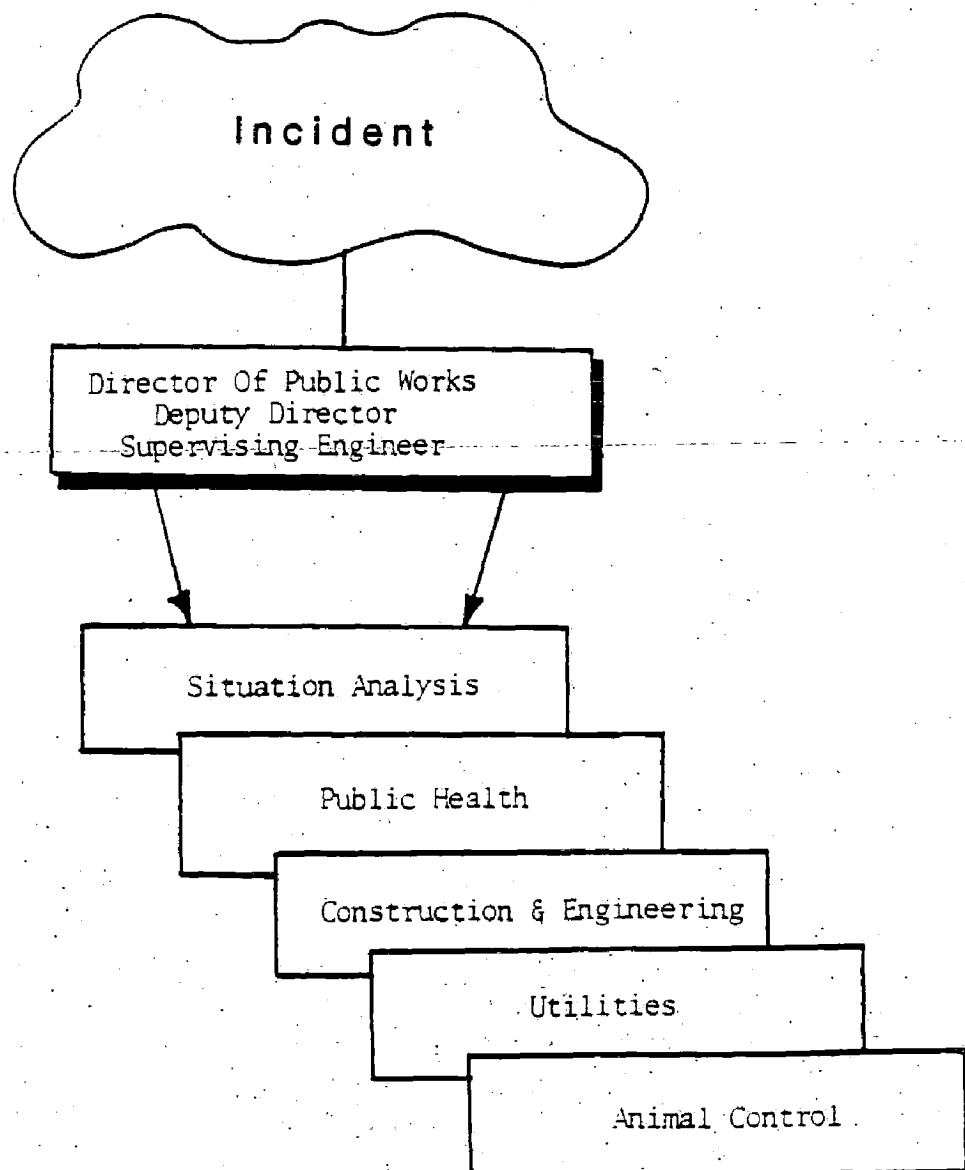 Incident
Director Of Public Works
Deputy Director
Supervising Engineer
Situation Analysis
Public Health
Construction & Engineering
Utilities
Animal Control